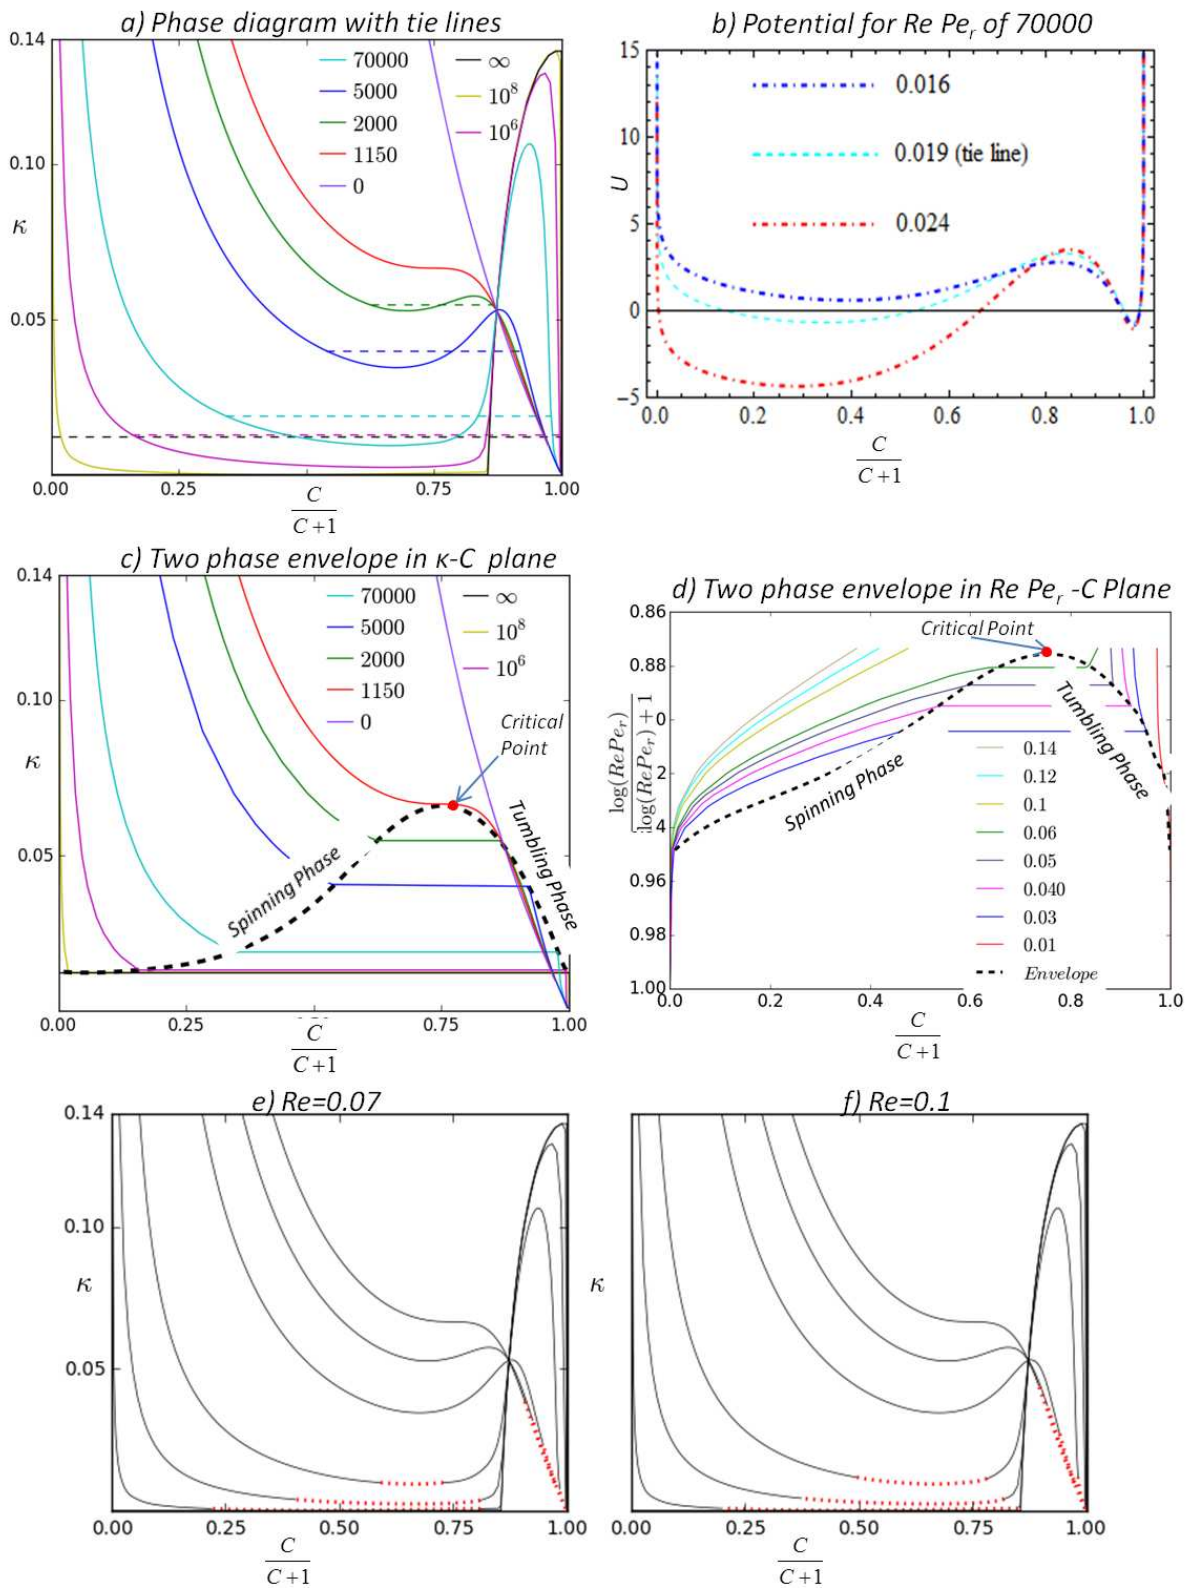 a) Phase diagram with tie lines
0.14
0.10
κ
0.05
0.00 0.25 0.75 1.00
C
C+1
70000
5000
2000
1150
0
∞
10⁸
10⁶
b) Potential for Re Peᵣ of 70000
15
10
U
5
0
−5
0.0 0.2 0.4 0.6 0.8 1.0
C
C+1
0.016
0.019 (tie line)
0.024
c) Two phase envelope in κ-C plane
0.14
0.10
κ
0.05
0.00 0.25 0.75 1.00
C
C+1
70000
5000
2000
1150
0
∞
10⁸
10⁶
Critical
Point
Spinning Phase
Tumbling Phase
d) Two phase envelope in Re Peᵣ -C Plane
Critical Point
0.86
0.88
0
2
.4
0.96
0.98
1.00
log(RePeᵣ)
log(RePeᵣ)+1
0.0 0.2 0.4 0.6 0.8 1.0
C
C+1
Spinning Phase
Tumbling Phase
0.14
0.12
0.1
0.06
0.05
0.040
0.03
0.01
Envelope
e) Re=0.07
0.14
0.10
κ
0.05
0.00 0.25 0.50 0.75 1.00
C
C+1
f) Re=0.1
κ
0.00 0.25 0.50 0.75 1.00
C
C+1